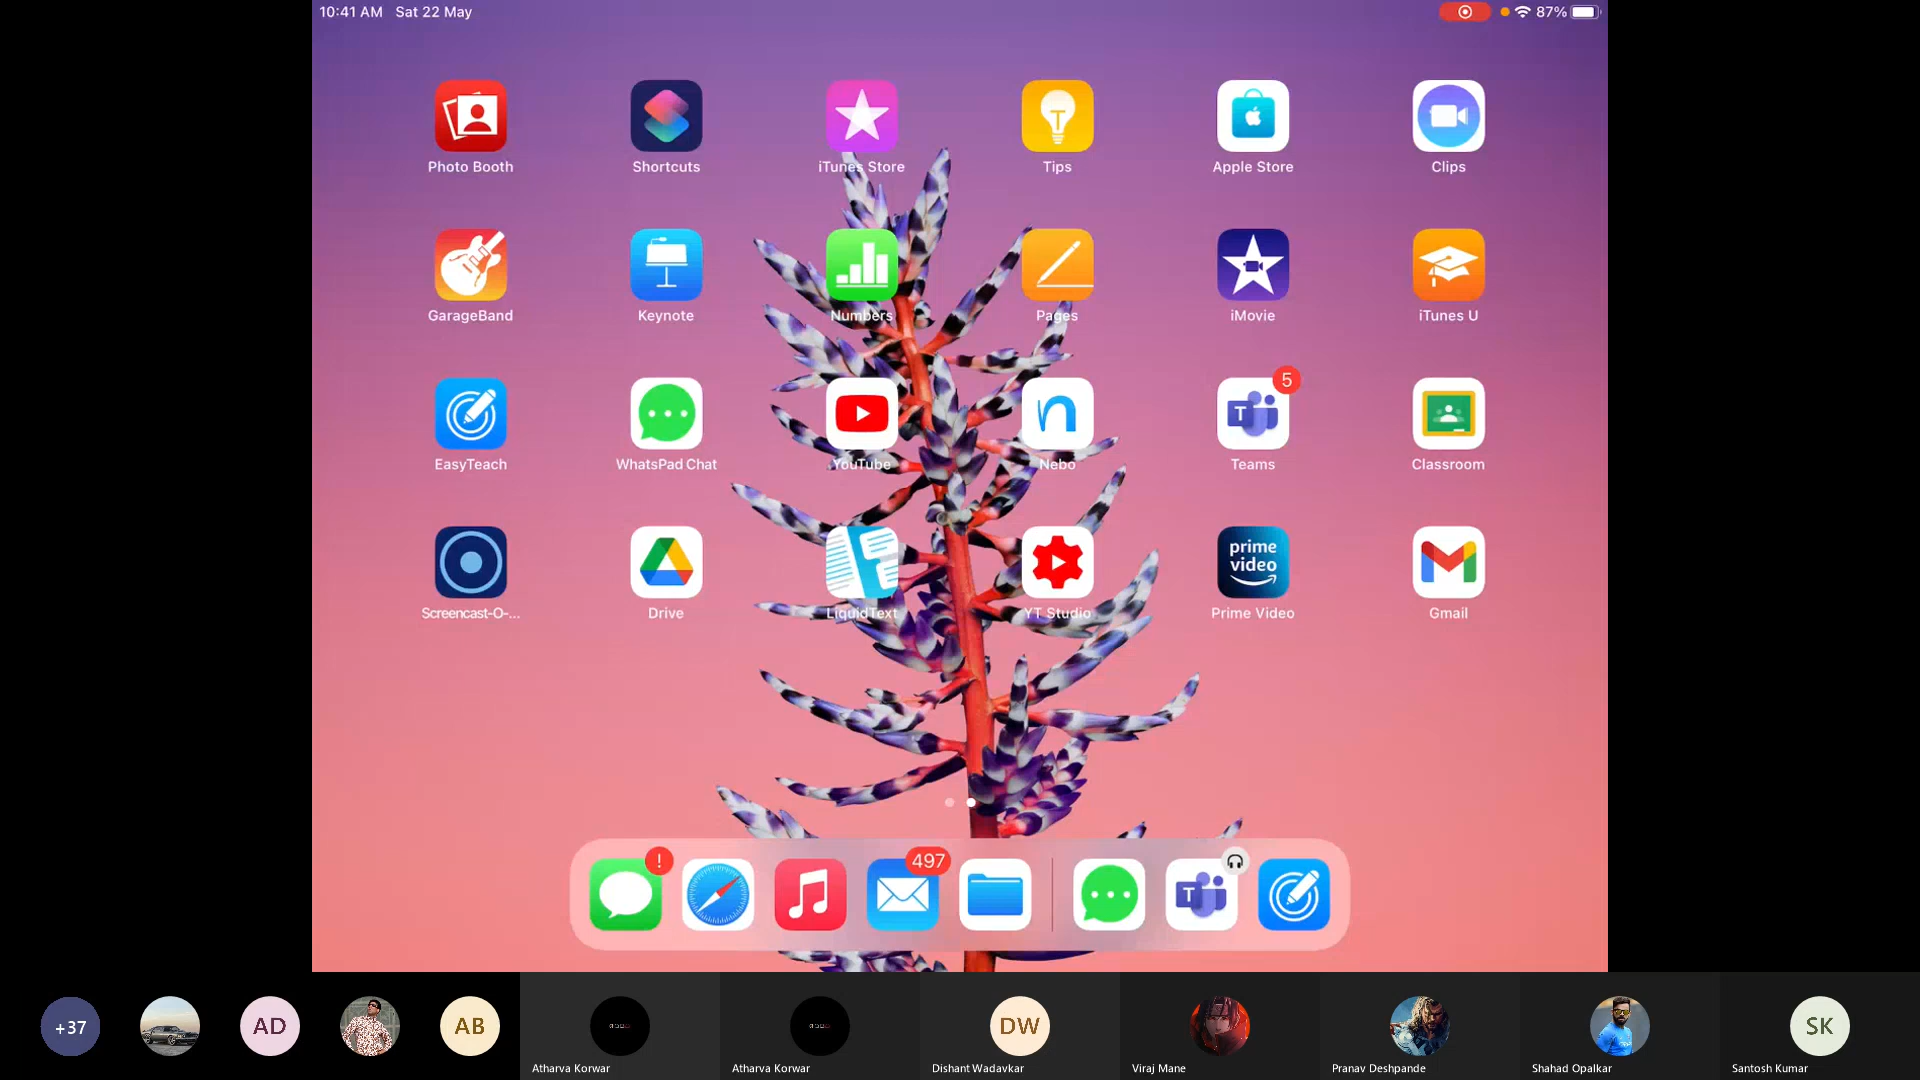 10:41 AM Sat 22 May 87%
Photo Booth Shortcuts iTunes Store Tips Apple Store Clips
GarageBand Keynote Numbers Pages iMovie iTunes U
5
EasyTeach WhatsPad Chat YouTube Nebo Teams Classroom
prime
video
Screencast-O-... Drive LiquidText YT Studio Prime Video Gmail
! 497
+37 AD AB DW SK
Atharva Korwar Atharva Korwar Dishant Wadavkar Viraj Mane Pranav Deshpande Shahad Opalkar Santosh Kumar